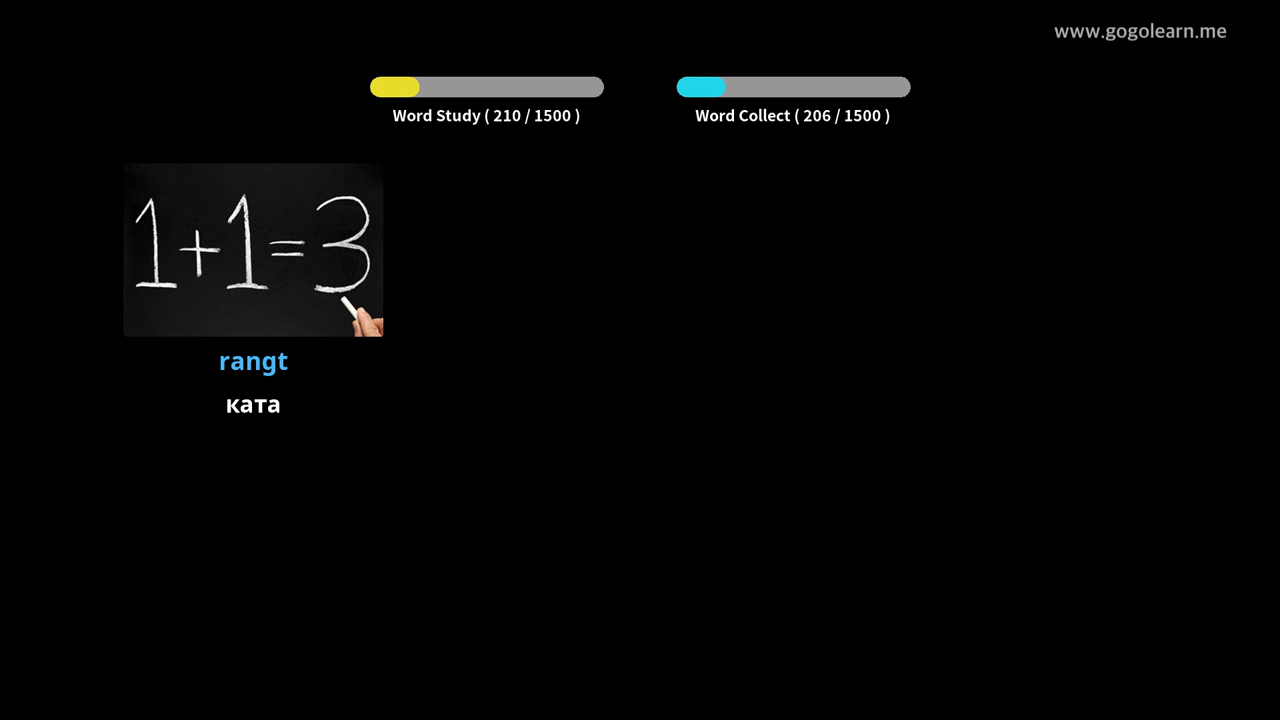 www.gogolearn.me
Word Study ( 210 / 1500 )
Word Collect ( 206 / 1500 )
1+1=3
rangt
ката